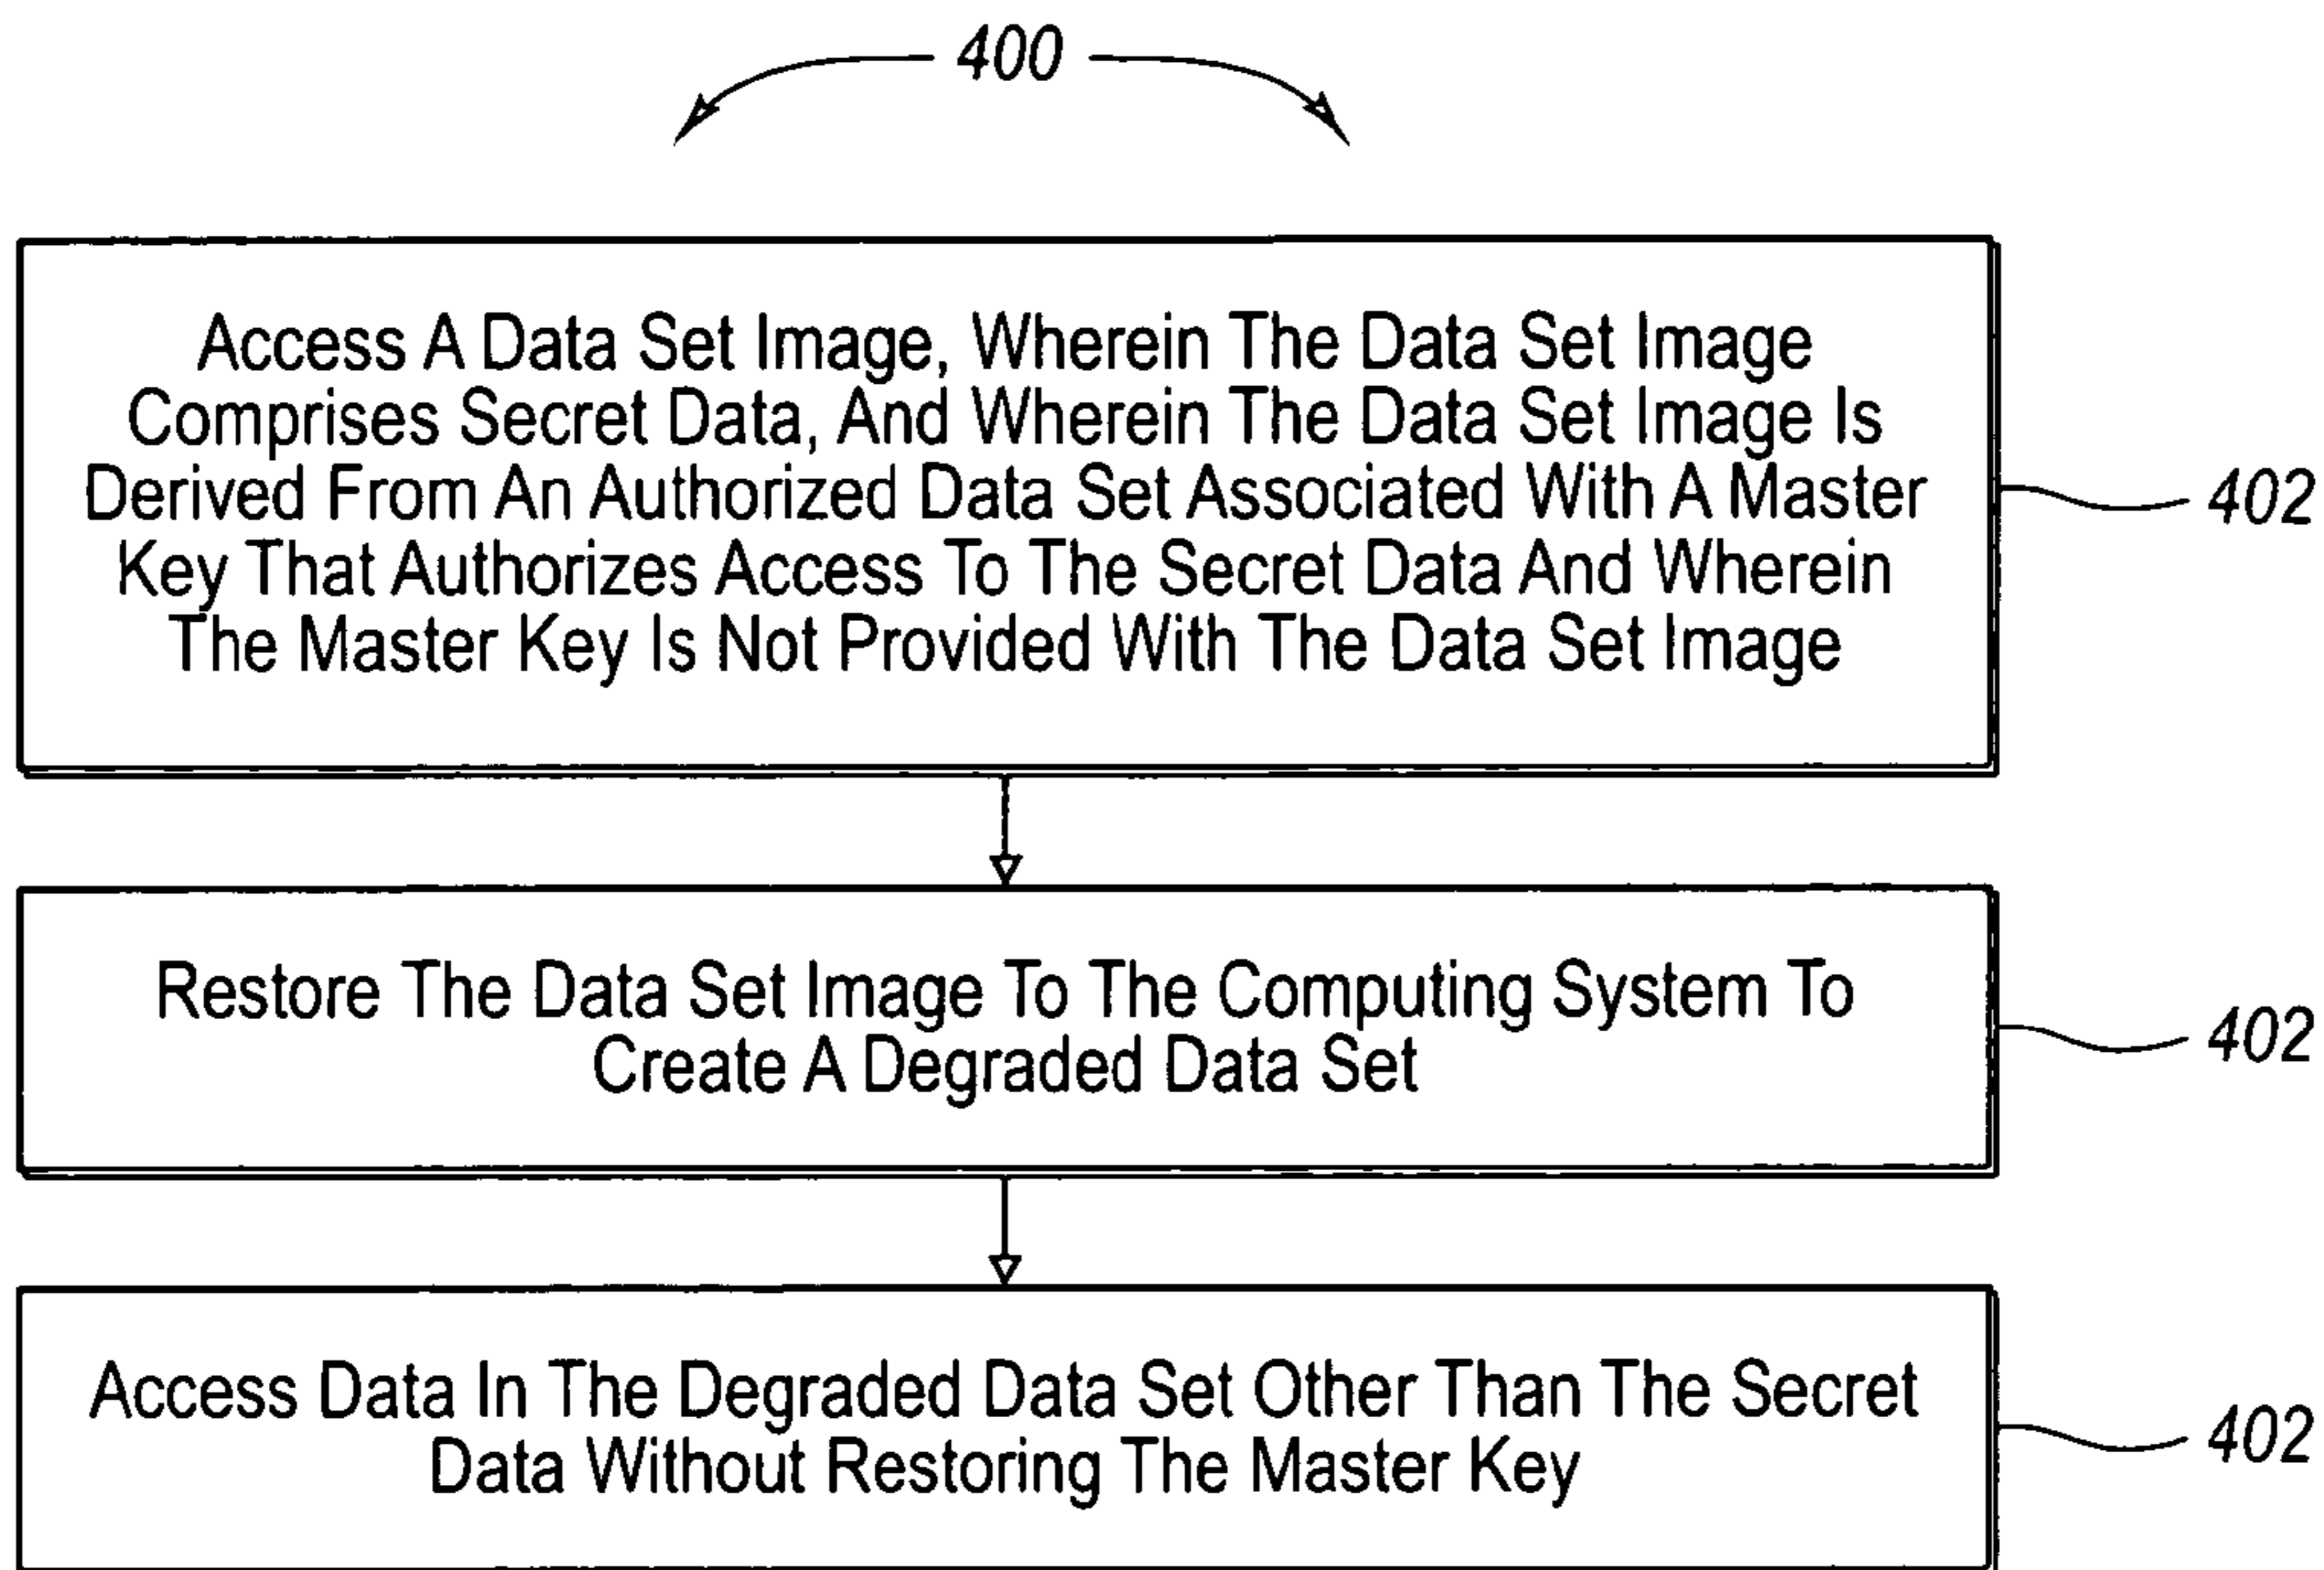 400
Access A Data Set Image, Wherein The Data Set Image
Comprises Secret Data, And Wherein The Data Set Image Is
Derived From An Authorized Data Set Associated With A Master
Key That Authorizes Access To The Secret Data And Wherein
The Master Key Is Not Provided With The Data Set Image
402
Restore The Data Set Image To The Computing System To
Create A Degraded Data Set
402
Access Data In The Degraded Data Set Other Than The Secret
Data Without Restoring The Master Key
402